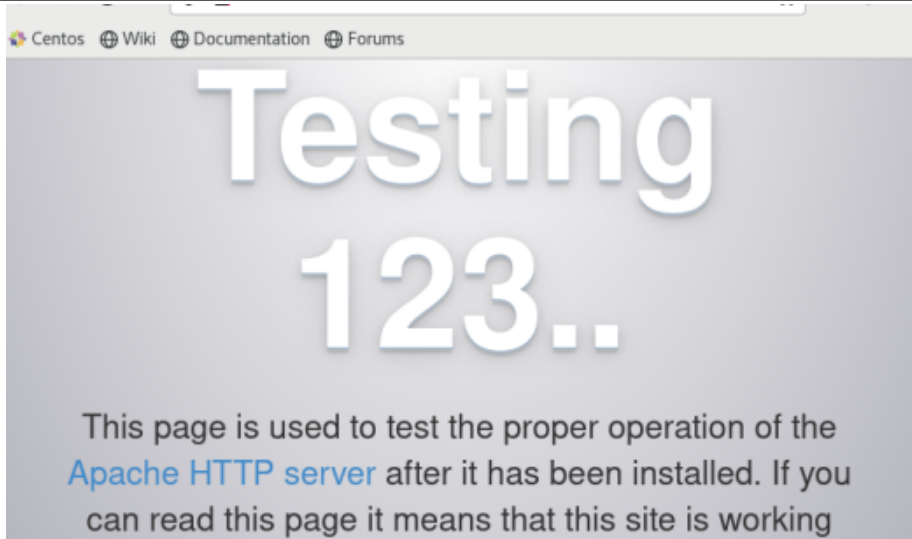 Centos Wiki Documentation Forums
Testing
123..
This page is used to test the proper operation of the
Apache HTTP server after it has been installed. If you
can read this page it means that this site is working